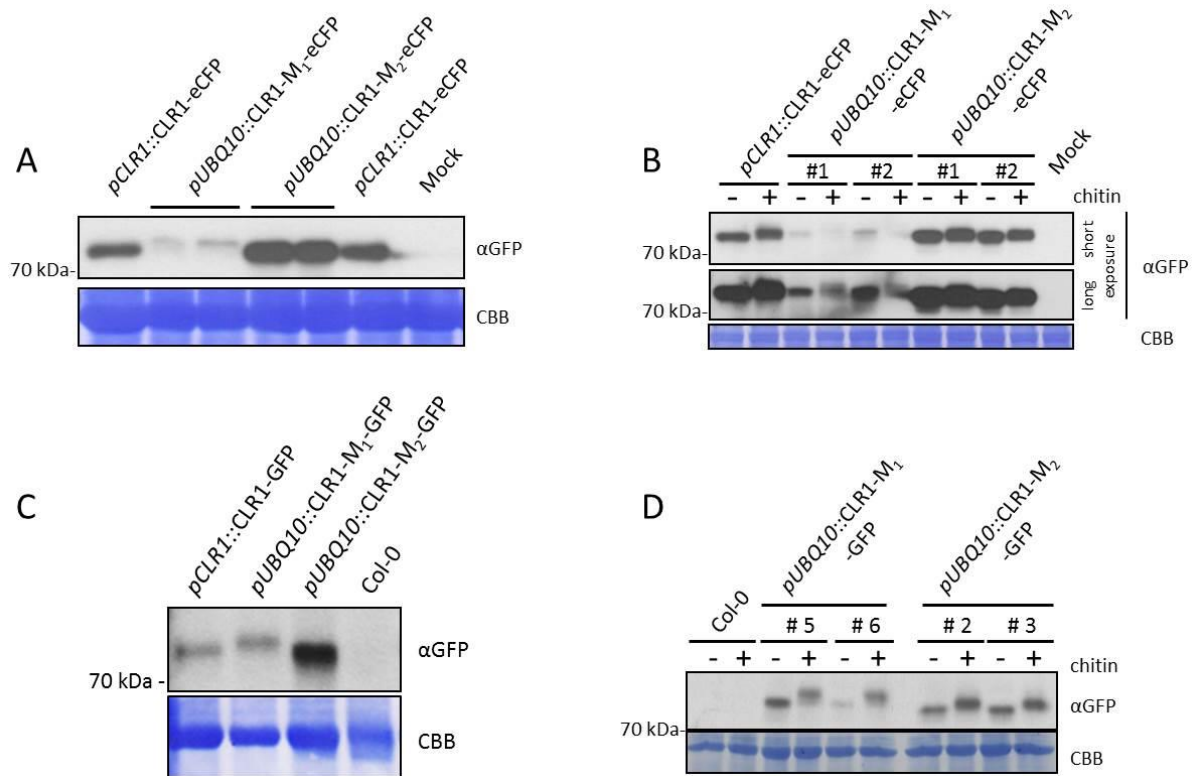 A
pCLR1::CLR1-eCFP
pUBQ10::CLR1-M₁-eCFP
pUBQ10::CLR1-M₂-eCFP
pCLR1::CLR1-eCFP
Mock
70 kDa-
αGFP
CBB
B
pCLR1::CLR1-eCFP
pUBQ10::CLR1-M₁
-eCFP
pUBQ10::CLR1-M₂
-eCFP
Mock
#1 #2 #1 #2
- + - + - + - + - + chitin
70 kDa-
short
70 kDa-
long
exposure
αGFP
CBB
C
pCLR1::CLR1-GFP
pUBQ10::CLR1-M₁-GFP
pUBQ10::CLR1-M₂-GFP
Col-0
αGFP
70 kDa -
CBB
D
Col-0
pUBQ10::CLR1-M₁
-GFP
pUBQ10::CLR1-M₂
-GFP
# 5 # 6 # 2 # 3
- + - + - + - + - + chitin
αGFP
70 kDa-
CBB